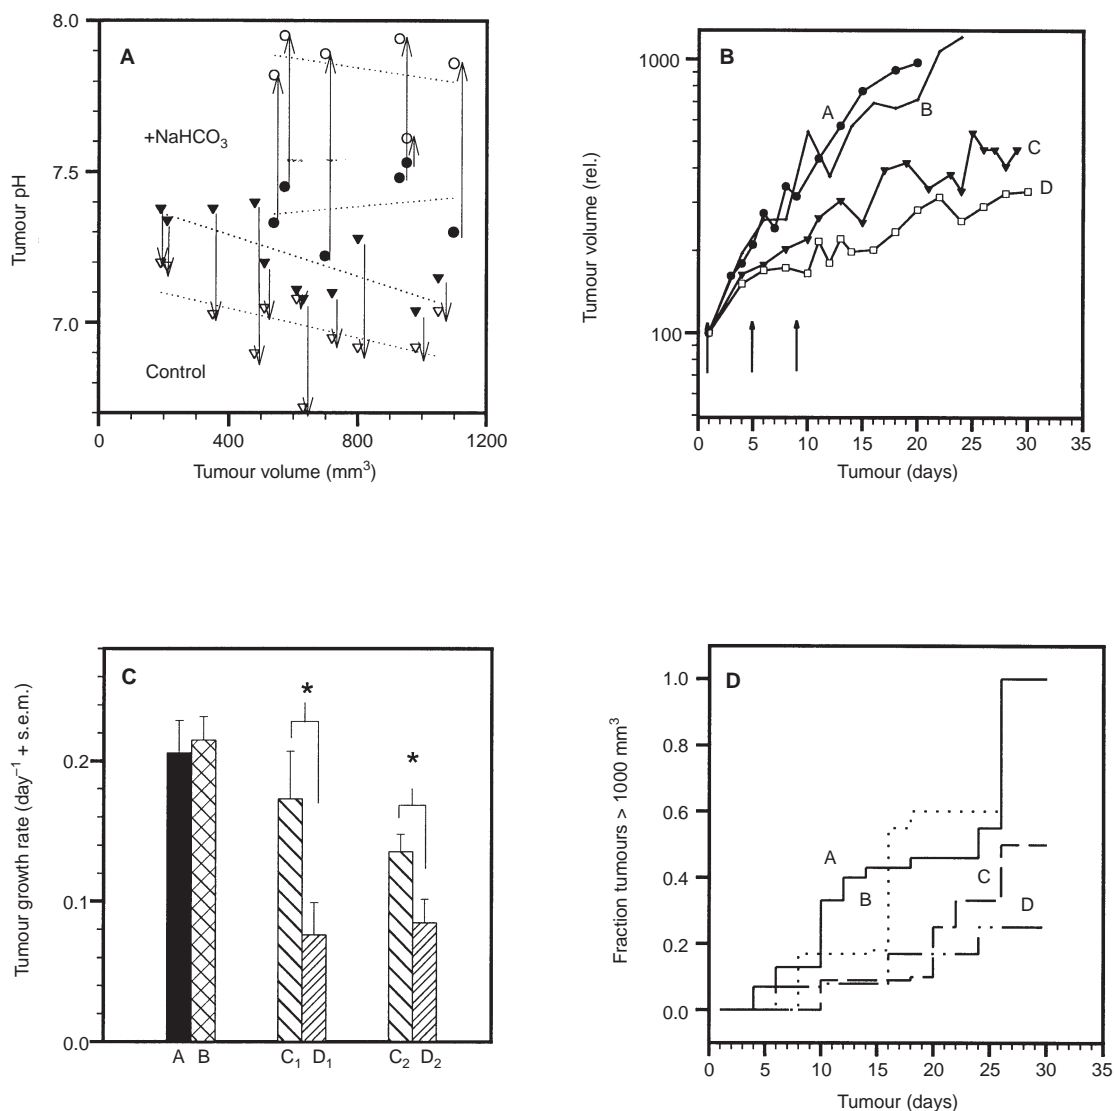 A
8.0
7.5
7.0
Tumour pH
+NaHCO3
Control
0
400
800
1200
Tumour volume (mm³)
B
1000
100
Tumour volume (rel.)
A
B
C
D
0
5
10
15
20
25
30
35
Tumour (days)
C
0.2
0.1
0.0
Tumour growth rate (day⁻¹ + s.e.m.)
*
*
A B
C1 D1
C2 D2
D
1.0
0.8
0.6
0.4
0.2
0.0
Fraction tumours > 1000 mm³
A
B
C
D
0
5
10
15
20
25
30
35
Tumour (days)